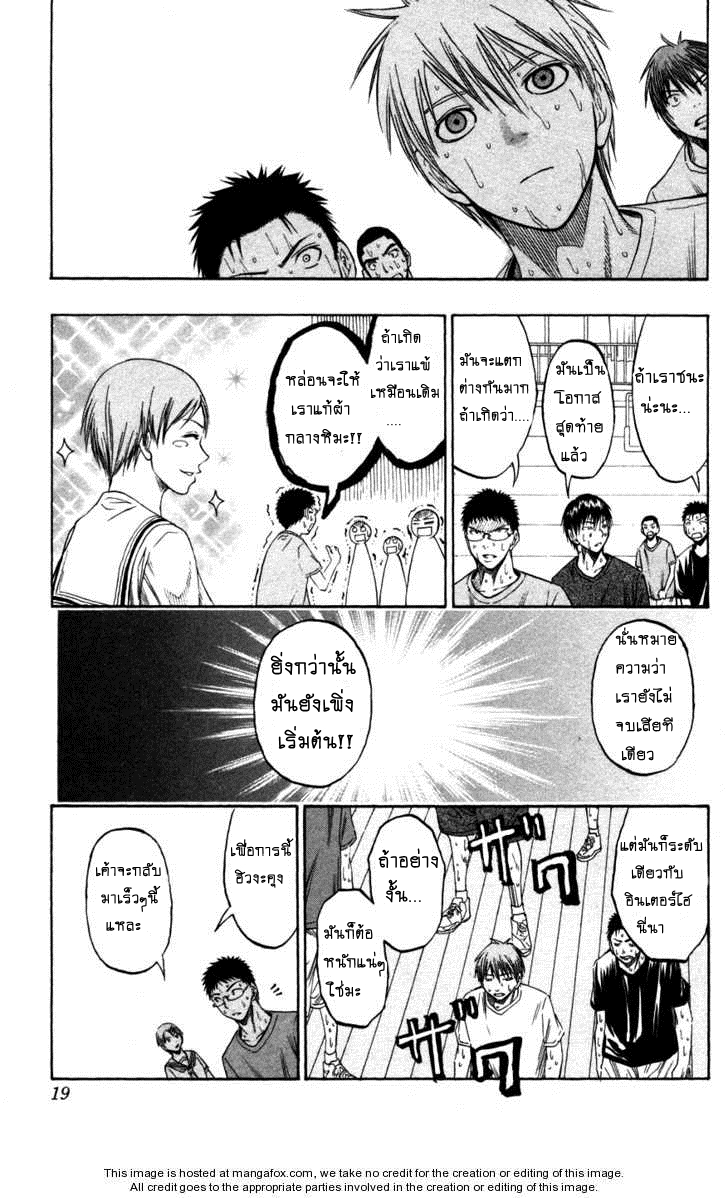 ถ้าเราชนะ
น่ะนะ...
มันเป็น
โอกาส
สุดท้าย
แล้ว
มันจะแตก
ต่างกันมาก
ถ้าเกิดว่า....
ถ้าเกิด
ว่าเราแพ้
เหมือนเดิม
....
หล่อนจะให้
เราแก้ผ้า
กลางหิมะ!!
นั่นหมาย
ความว่า
เรายังไม่
จบเสียที
เดียว
ยิ่งกว่านั้น
มันยังเพิ่ง
เริ่มต้น!!
แต่มันก็ระดับ
เดียวกับ
อินเตอร์ไฮ
นี่นา
ถ้าอย่าง
งั้น...
มันก็ต้อ
หนักแน่ๆ
ใช่มะ
ザワ
ザワ
เพื่อการนี้
ฮิวงะคุง
เค้าจะกลับ
มาเร็วๆนี้
แหละ
19
This image is hosted at mangafox.com, we take no credit for the creation or editing of this image.
All credit goes to the appropriate parties involved in the creation or editing of this image.